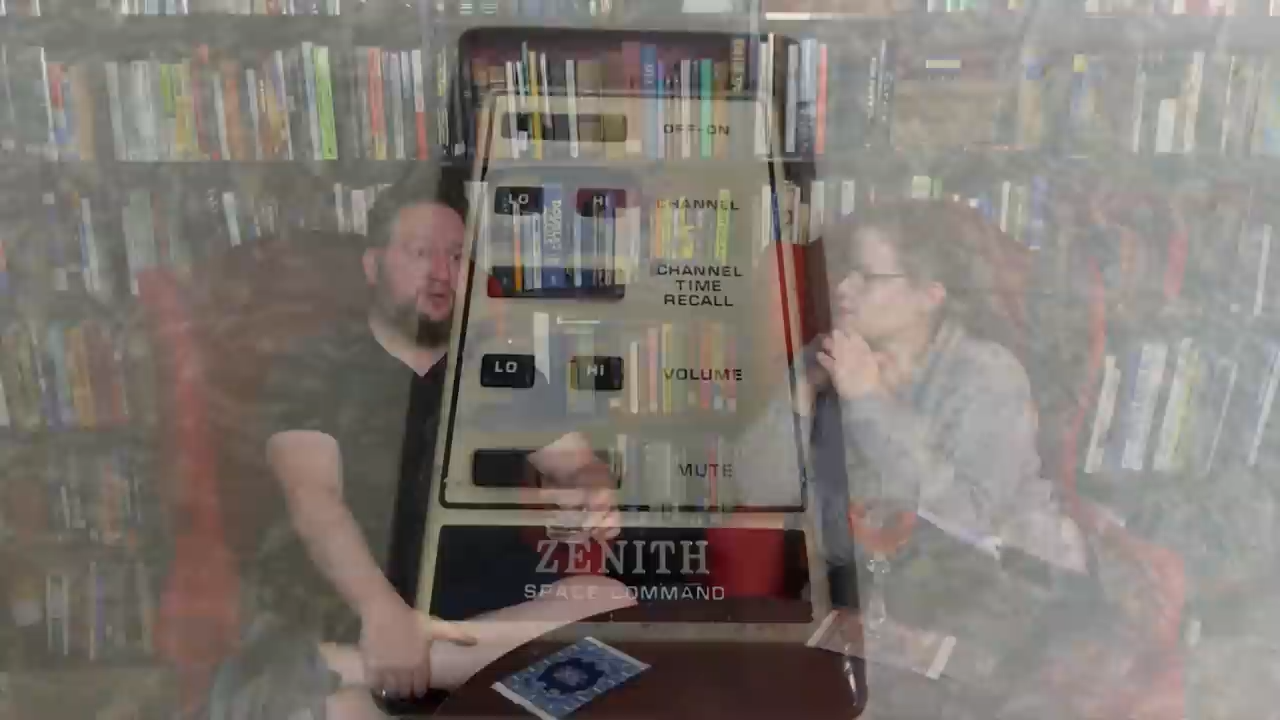 OFF-ON
LO HI CHANNEL
CHANNEL
TIME
RECALL
LO HI VOLUME
MUTE
ZENITH
SPACE COMMAND